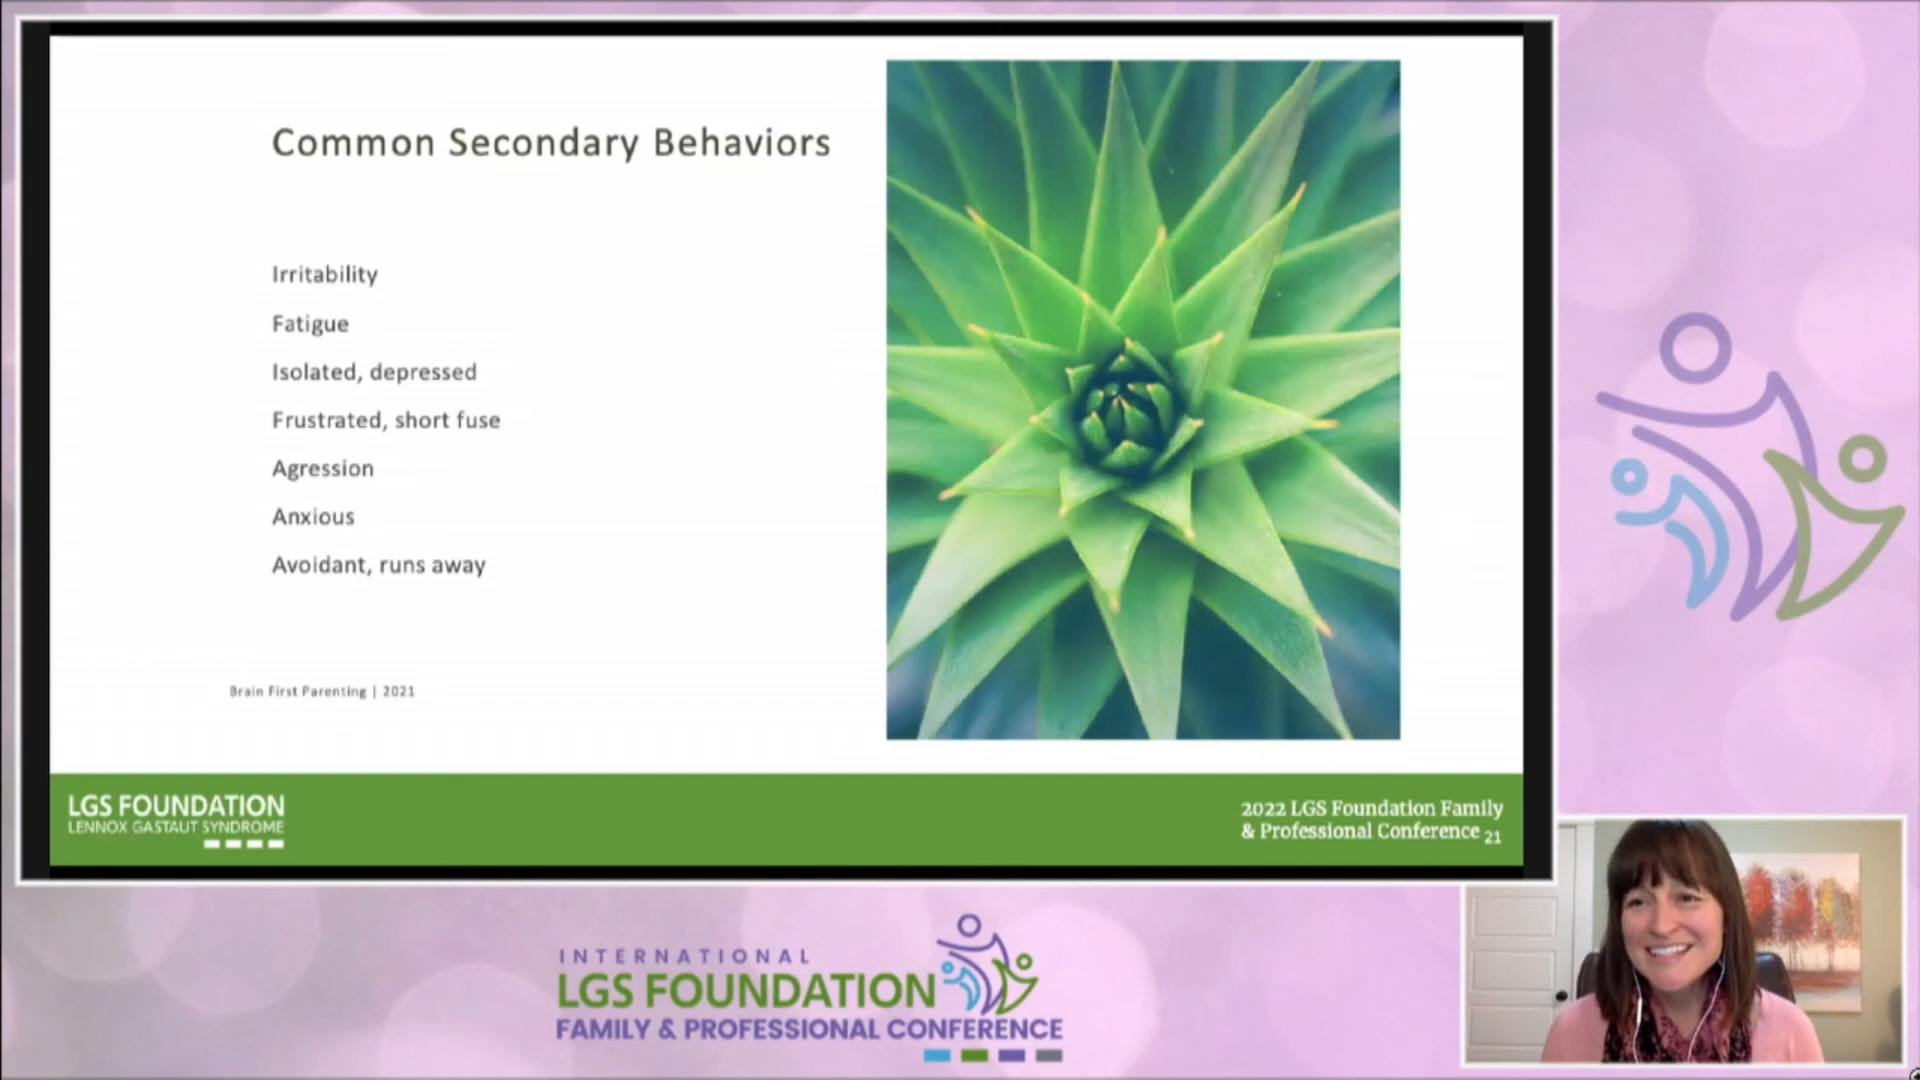 Common Secondary Behaviors
Irritability
Fatigue
Isolated, depressed
Frustrated, short fuse
Agression
Anxious
Avoidant, runs away
Brain First Parenting | 2021
LGS FOUNDATION
LENNOX GASTAUT SYNDROME
2022 LGS Foundation Family
& Professional Conference 21
INTERNATIONAL
LGS FOUNDATION
FAMILY & PROFESSIONAL CONFERENCE